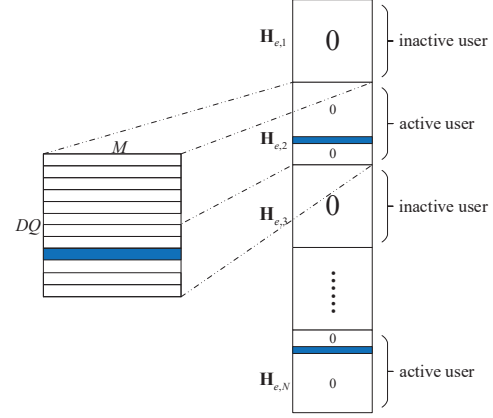 H_{e,1}
0
inactive user
0
active user
M
H_{e,2}
0
DQ
H_{e,3}
0
inactive user
......
0
active user
H_{e,N}
0